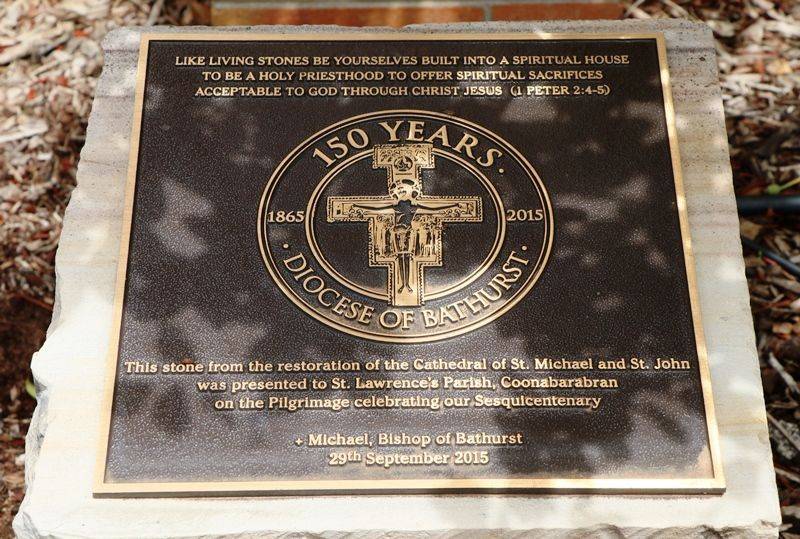 LIKE LIVING STONES BE YOURSELVES BUILT INTO A SPIRITUAL HOUSE
TO BE A HOLY PRIESTHOOD TO OFFER SPIRITUAL SACRIFICES
ACCEPTABLE TO GOD THROUGH CHRIST JESUS (1 PETER 2:4-5)
150 YEARS
1865 2015
DIOCESE OF BATHURST
This stone from the restoration of the Cathedral of St. Michael and St. John
was presented to St. Lawrence's Parish, Coonabarabran
on the Pilgrimage celebrating our Sesquicentenary
+ Michael, Bishop of Bathurst
29th September 2015